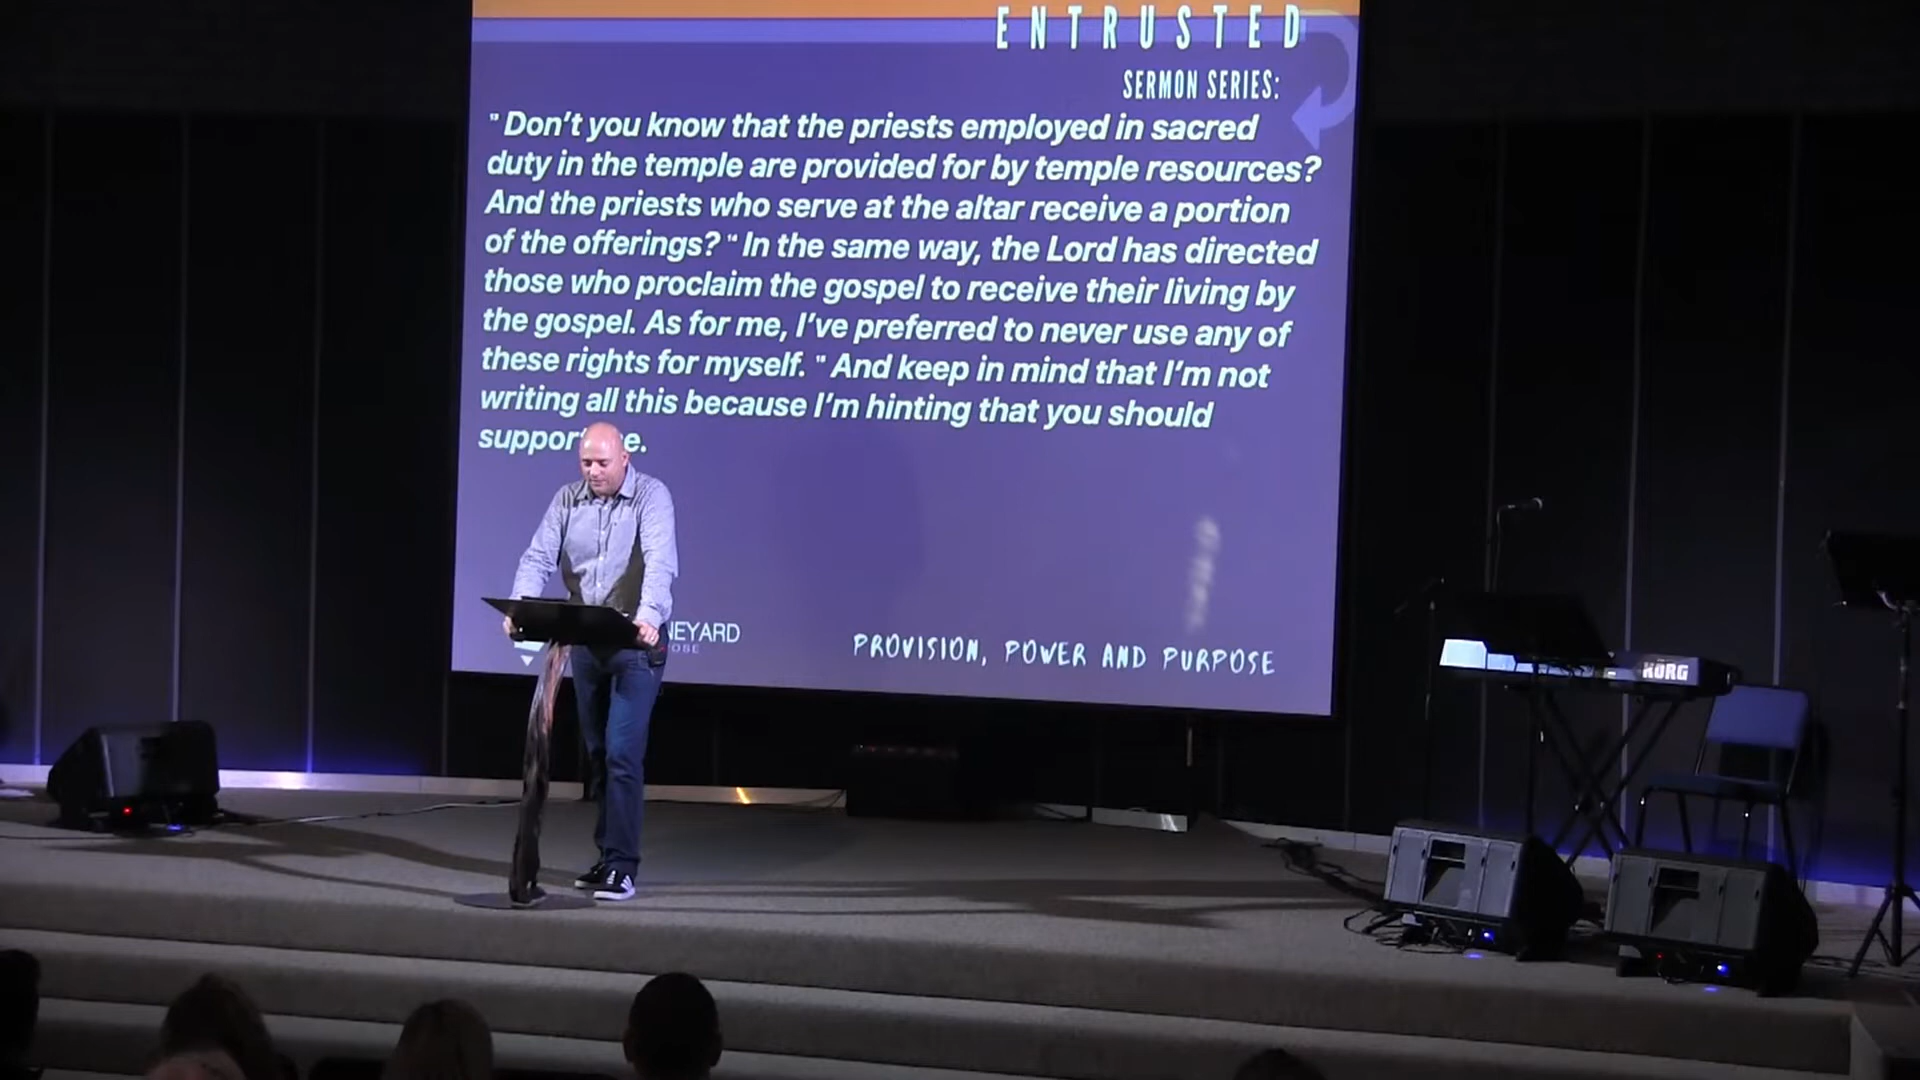 ENTRUSTED
SERMON SERIES:
" Don't you know that the priests employed in sacred
duty in the temple are provided for by temple resources?
And the priests who serve at the altar receive a portion
of the offerings? " In the same way, the Lord has directed
those who proclaim the gospel to receive their living by
the gospel. As for me, I've preferred to never use any of
these rights for myself. " And keep in mind that I'm not
writing all this because I'm hinting that you should
PROVISION, POWER AND PURPOSE
KORG